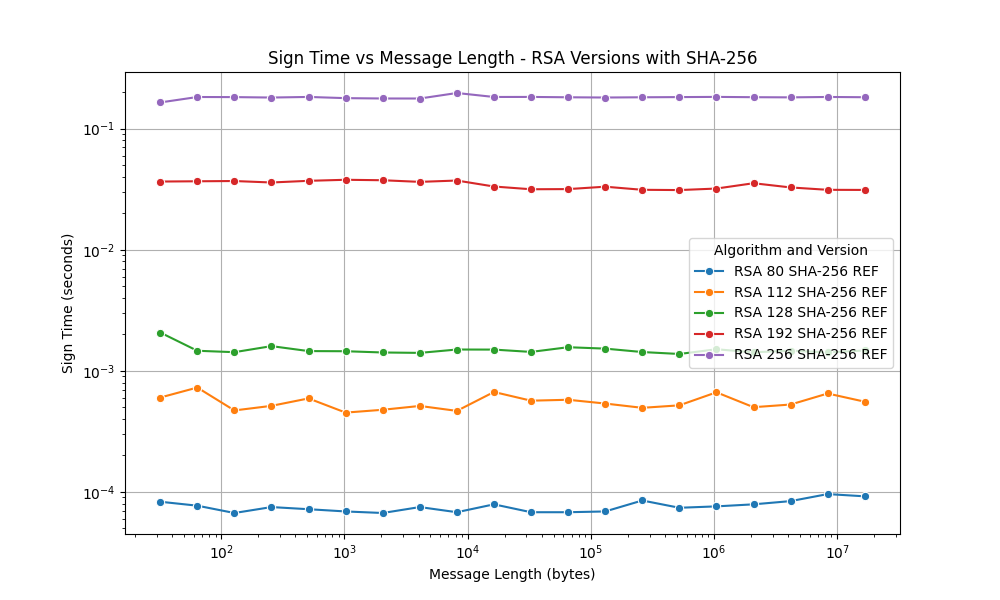 Sign Time vs Message Length - RSA Versions with SHA-256
Sign Time (seconds)
10⁻¹
10⁻²
10⁻³
10⁻⁴
Algorithm and Version
RSA 80 SHA-256 REF
RSA 112 SHA-256 REF
RSA 128 SHA-256 REF
RSA 192 SHA-256 REF
RSA 256 SHA-256 REF
10² 10³ 10⁴ 10⁵ 10⁶ 10⁷
Message Length (bytes)